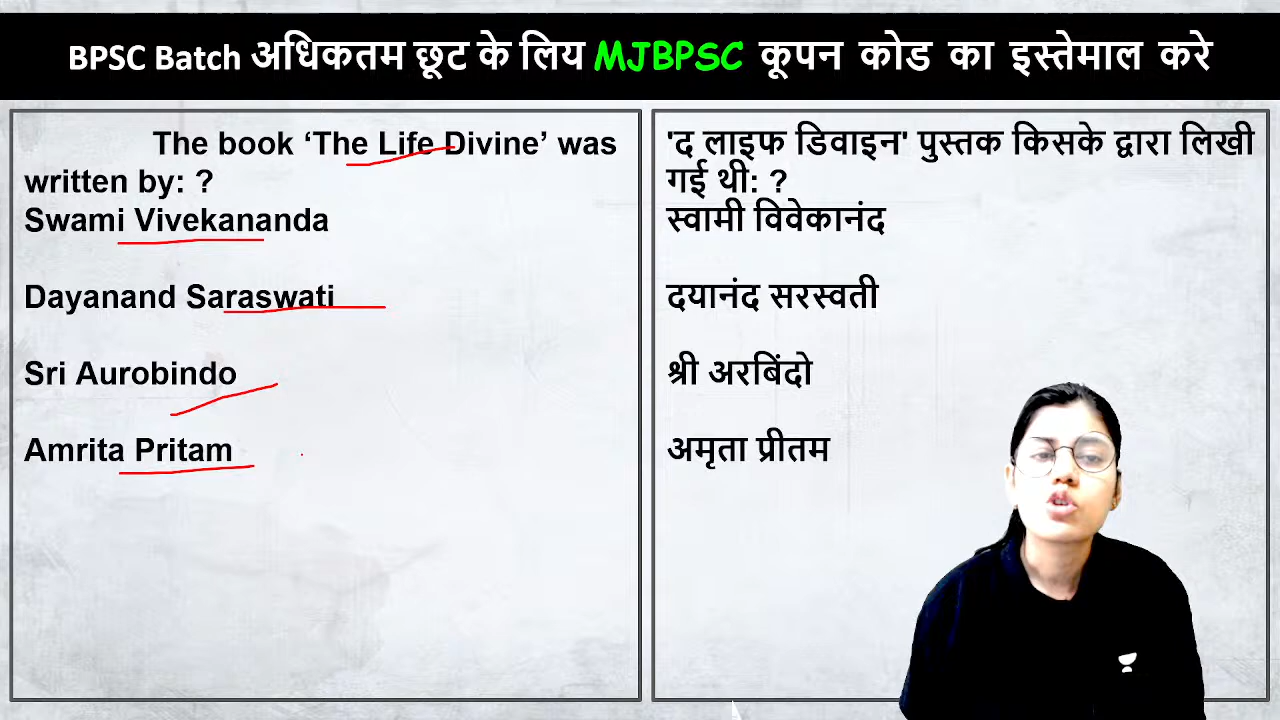 BPSC Batch अधिकतम छूट के लिय MJBPSC कूपन कोड का इस्तेमाल करे
The book ‘The Life Divine’ was
written by: ?
Swami Vivekananda
Dayanand Saraswati
Sri Aurobindo
Amrita Pritam
'द लाइफ डिवाइन' पुस्तक किसके द्वारा लिखी
गई थी: ?
स्वामी विवेकानंद
दयानंद सरस्वती
श्री अरबिंदो
अमृता प्रीतम